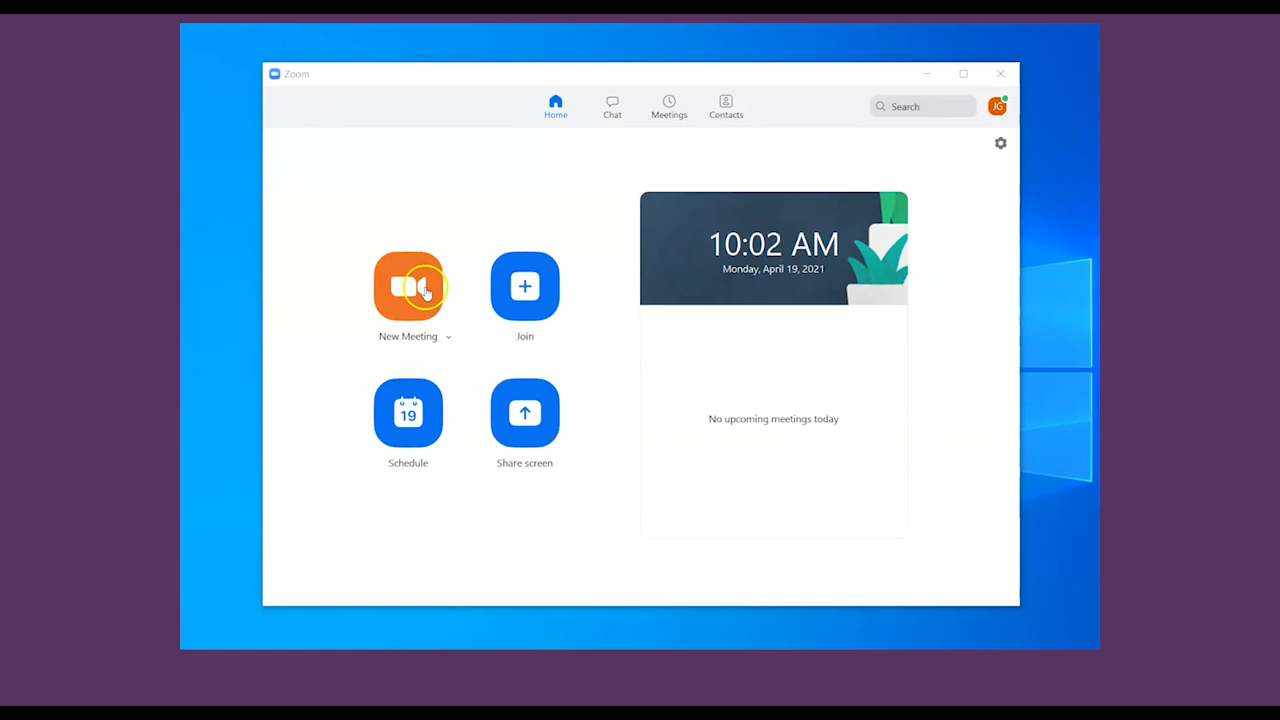 Zoom
Home
Chat
Meetings
Contacts
Search
JG
10:02 AM
Monday, April 19, 2021
New Meeting
Join
19
No upcoming meetings today
Schedule
Share screen